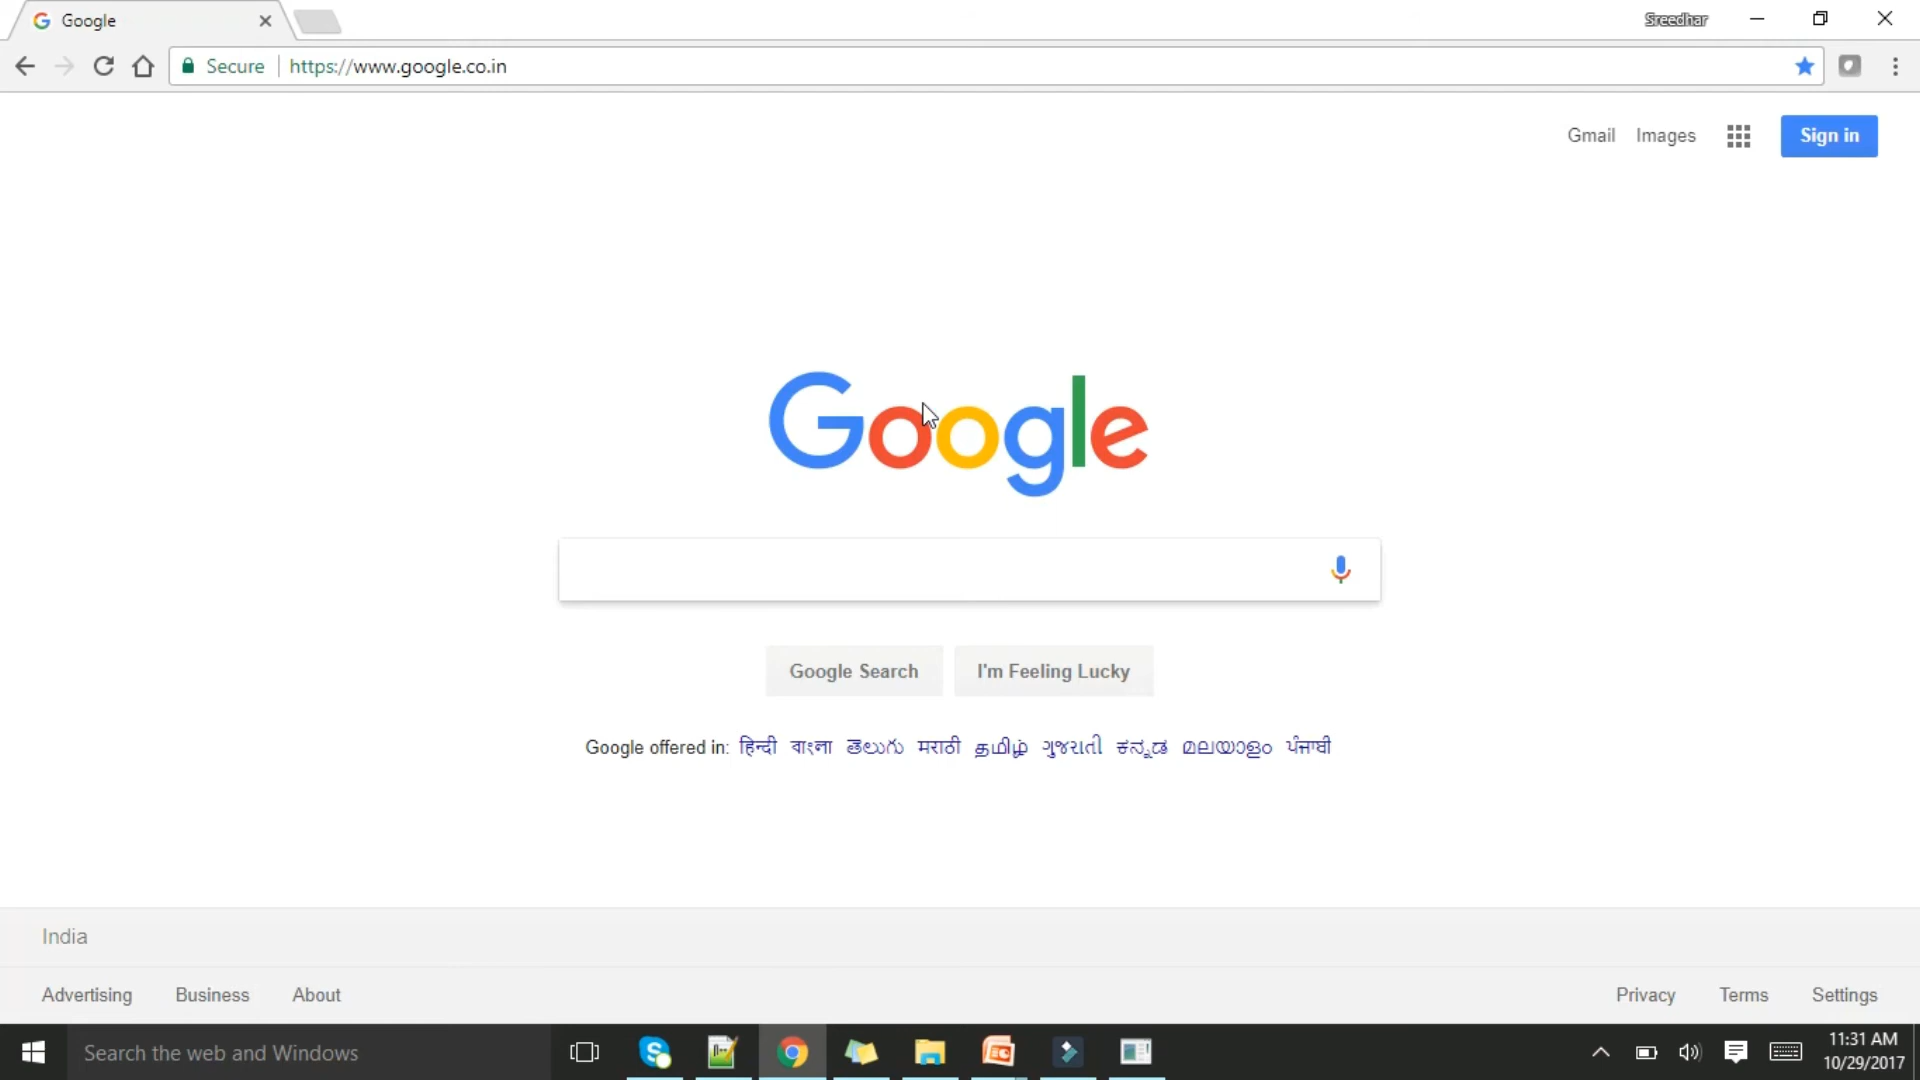 Google
Sreedhar
Secure https://www.google.co.in
Gmail Images Sign in
Google
Google Search I'm Feeling Lucky
Google offered in: हिन्दी বাংলা తెలుగు मराठी தமிழ் ગુજરાતી ಕನ್ನಡ മലയാളം ਪੰਜਾਬੀ
India
Advertising Business About Privacy Terms Settings
Search the web and Windows
11:31 AM
10/29/2017